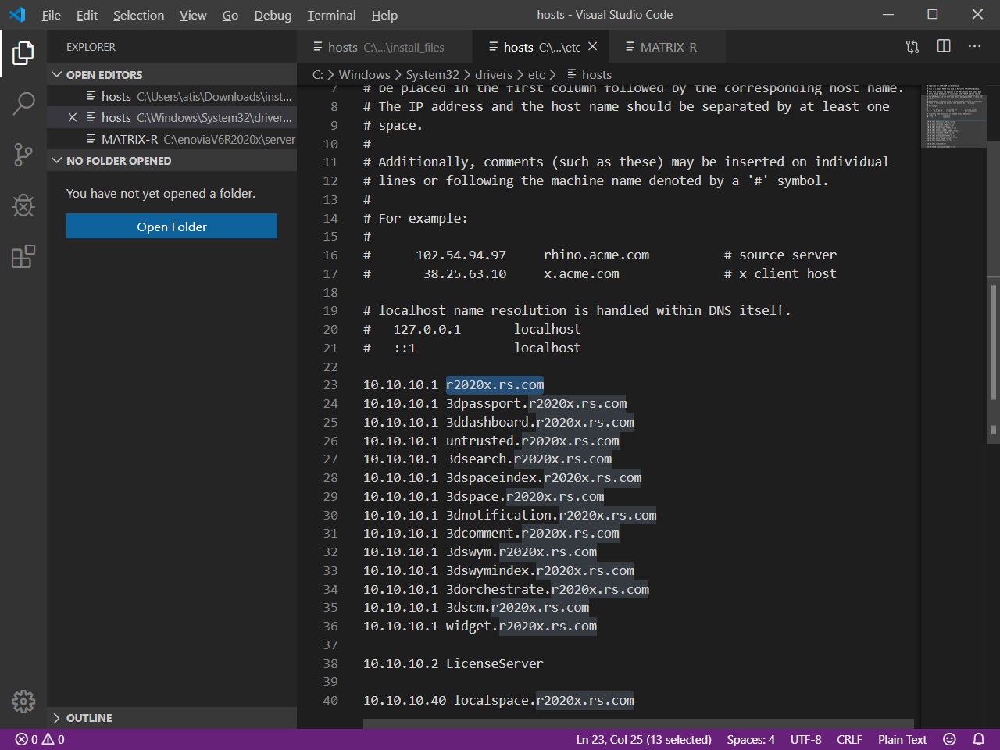 File Edit Selection View Go Debug Terminal Help
hosts - Visual Studio Code
EXPLORER
OPEN EDITORS
hosts C:\Users\atis\Downloads\inst...
hosts C:\Windows\System32\driver...
MATRIX-R C:\enoviaV6R2020x\server
NO FOLDER OPENED
You have not yet opened a folder.
Open Folder
OUTLINE
hosts C:\...\install_files
hosts C:\...\etc
MATRIX-R
C: > Windows > System32 > drivers > etc > hosts
7 # be placed in the first column followed by the corresponding host name.
8 # The IP address and the host name should be separated by at least one
9 # space.
10 #
11 # Additionally, comments (such as these) may be inserted on individual
12 # lines or following the machine name denoted by a '#' symbol.
13 #
14 # For example:
15 #
16 #      102.54.94.97     rhino.acme.com          # source server
17 #       38.25.63.10     x.acme.com              # x client host
18
19 # localhost name resolution is handled within DNS itself.
20 #   127.0.0.1       localhost
21 #   ::1             localhost
22
23 10.10.10.1 r2020x.rs.com
24 10.10.10.1 3dpassport.r2020x.rs.com
25 10.10.10.1 3ddashboard.r2020x.rs.com
26 10.10.10.1 untrusted.r2020x.rs.com
27 10.10.10.1 3dsearch.r2020x.rs.com
28 10.10.10.1 3dspaceindex.r2020x.rs.com
29 10.10.10.1 3dspace.r2020x.rs.com
30 10.10.10.1 3dnotification.r2020x.rs.com
31 10.10.10.1 3dcomment.r2020x.rs.com
32 10.10.10.1 3dswym.r2020x.rs.com
33 10.10.10.1 3dswymindex.r2020x.rs.com
34 10.10.10.1 3dorchestrate.r2020x.rs.com
35 10.10.10.1 3dscm.r2020x.rs.com
36 10.10.10.1 widget.r2020x.rs.com
37
38 10.10.10.2 LicenseServer
39
40 10.10.10.40 localspace.r2020x.rs.com
0 0 Ln 23, Col 25 (13 selected) Spaces: 4 UTF-8 CRLF Plain Text